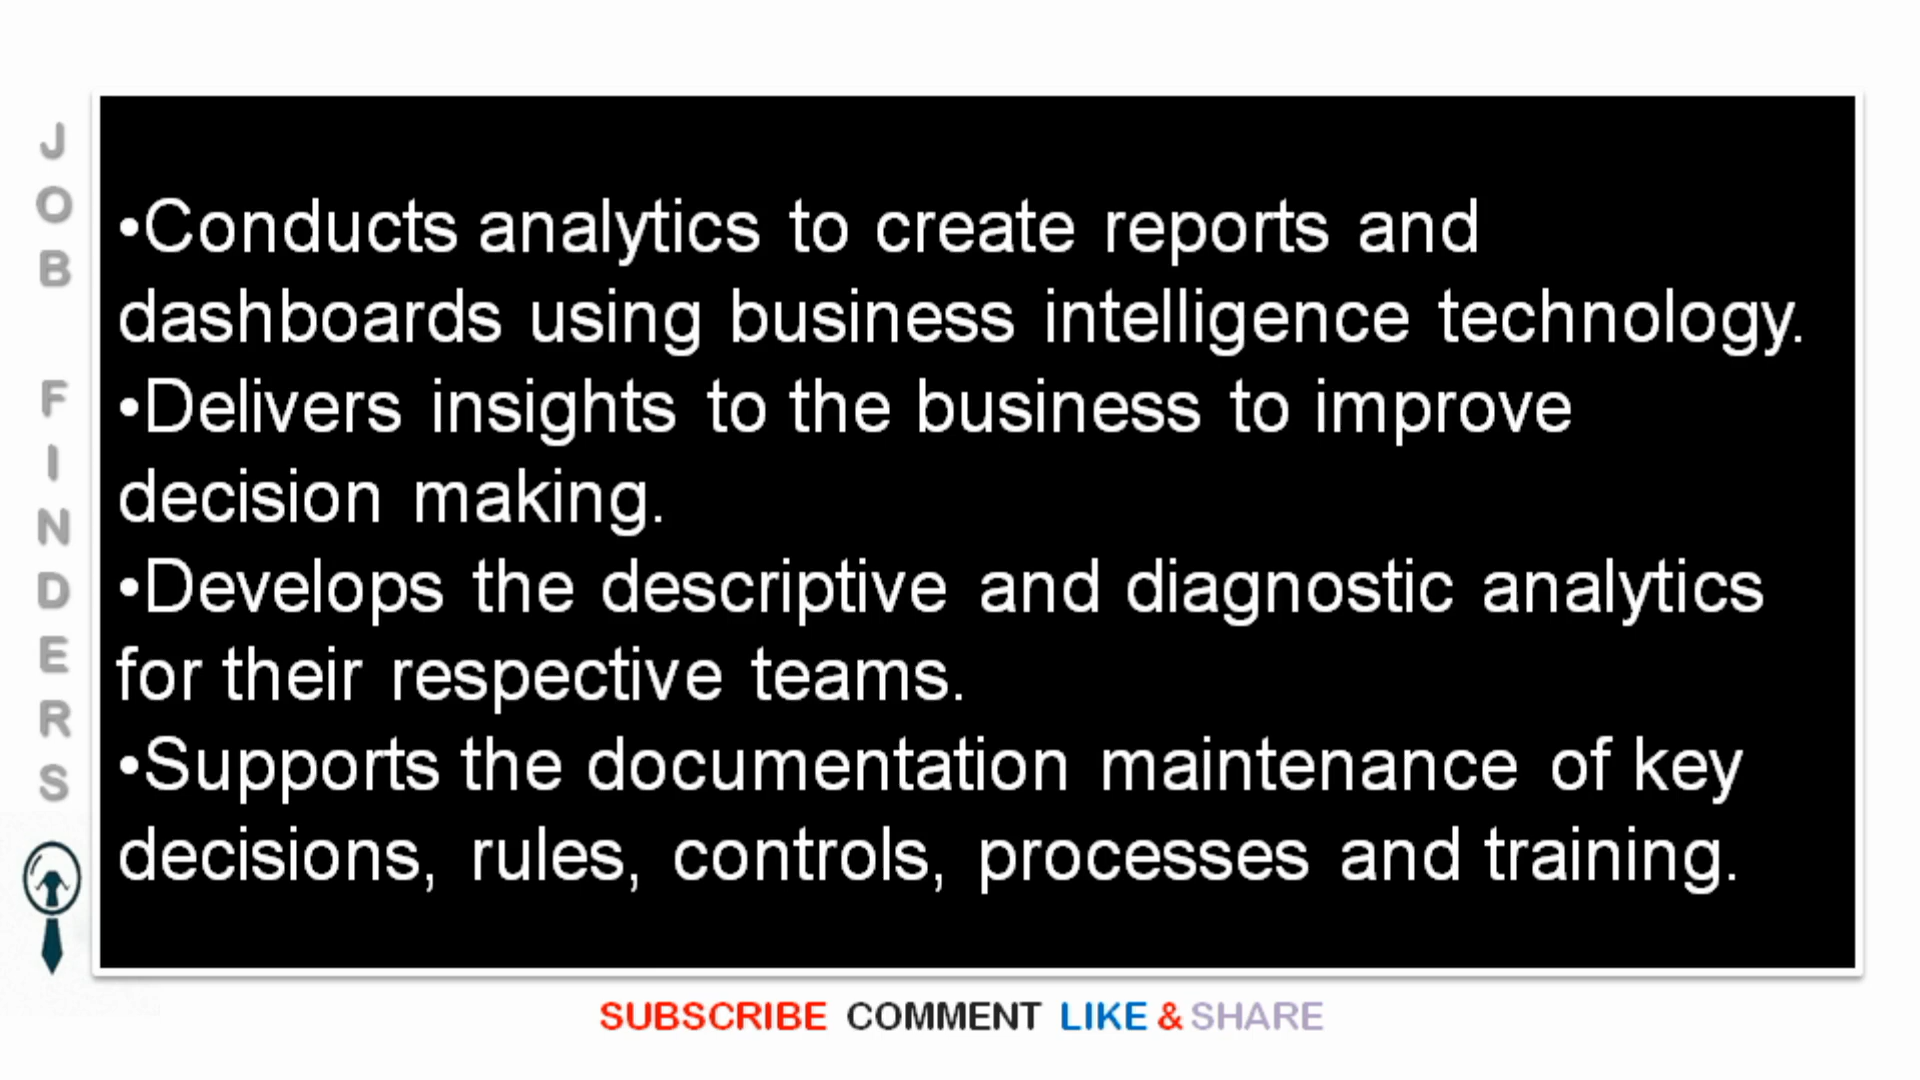 JOB FINDERS
•Conducts analytics to create reports and
dashboards using business intelligence technology.
•Delivers insights to the business to improve
decision making.
•Develops the descriptive and diagnostic analytics
for their respective teams.
•Supports the documentation maintenance of key
decisions, rules, controls, processes and training.
SUBSCRIBE COMMENT LIKE & SHARE